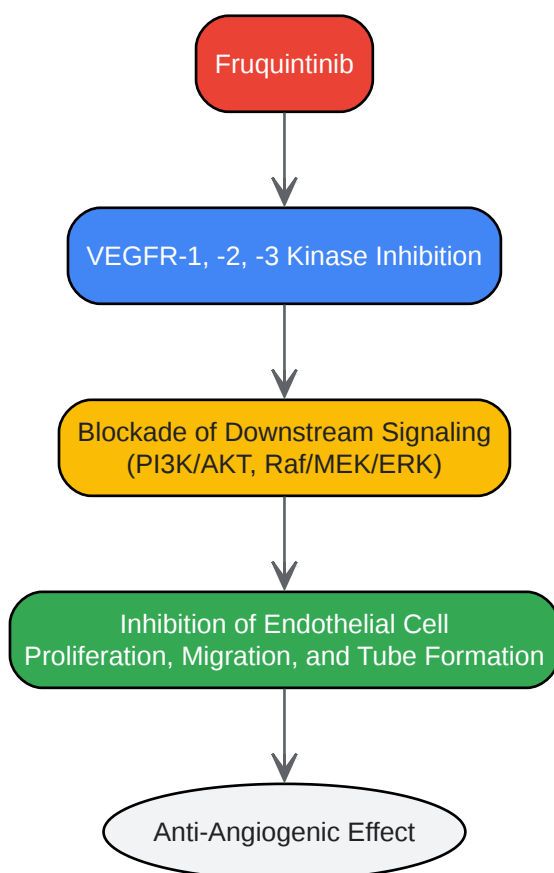 Fruquintinib
VEGFR-1, -2, -3 Kinase Inhibition
Blockade of Downstream Signaling
(PI3K/AKT, Raf/MEK/ERK)
Inhibition of Endothelial Cell
Proliferation, Migration, and Tube Formation
Anti-Angiogenic Effect